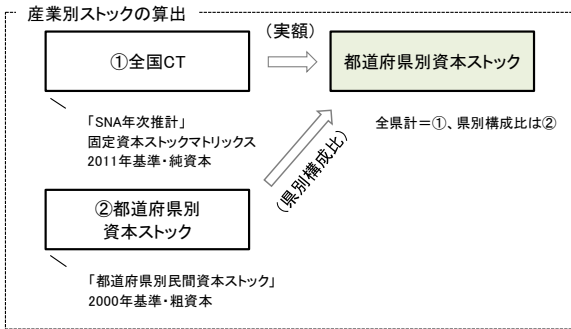 産業別ストックの算出
①全国CT
(実額)
都道府県別資本ストック
「SNA年次推計」
固定資本ストックマトリックス
2011年基準・純資本
全県計＝①、県別構成比は②
(県別構成比)
②都道府県別
資本ストック
「都道府県別民間資本ストック」
2000年基準・粗資本